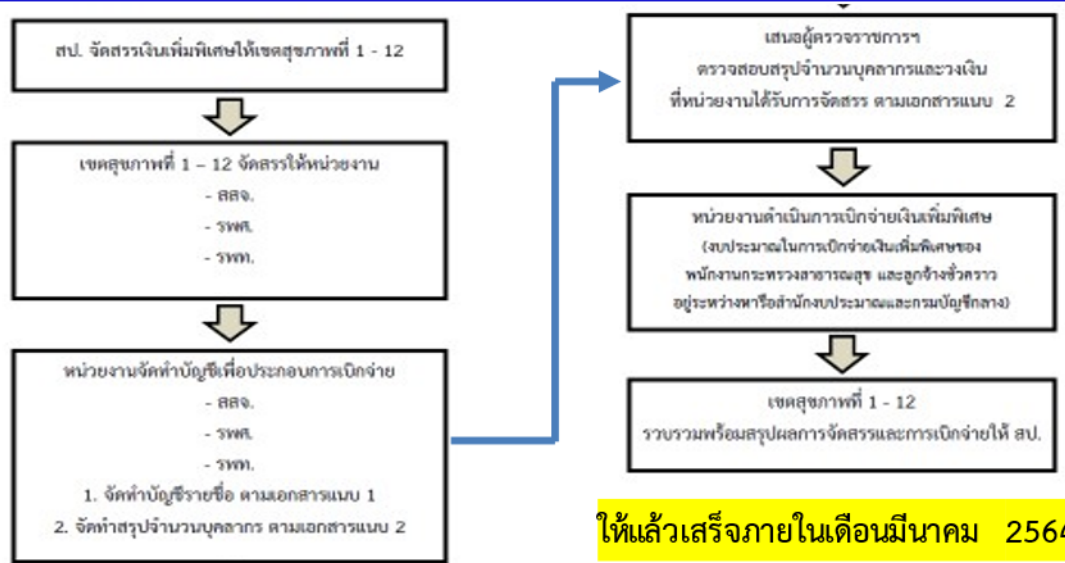 สป. จัดสรรเงินเพิ่มพิเศษให้เขตสุขภาพที่ 1 - 12
เขตสุขภาพที่ 1 – 12 จัดสรรให้หน่วยงาน
- สสจ.
- รพศ.
- รพท.
หน่วยงานจัดทำบัญชีเพื่อประกอบการเบิกจ่าย
- สสจ.
- รพศ.
- รพท.
1. จัดทำบัญชีรายชื่อ ตามเอกสารแนบ 1
2. จัดทำสรุปจำนวนบุคลากร ตามเอกสารแนบ 2
เสนอผู้ตรวจราชการฯ
ตรวจสอบสรุปจำนวนบุคลากรและวงเงิน
ที่หน่วยงานได้รับการจัดสรร ตามเอกสารแนบ 2
หน่วยงานดำเนินการเบิกจ่ายเงินเพิ่มพิเศษ
(งบประมาณในการเบิกจ่ายเงินเพิ่มพิเศษของ
พนักงานกระทรวงสาธารณสุข และลูกจ้างชั่วคราว
อยู่ระหว่างหารือสำนักงบประมาณและกรมบัญชีกลาง)
เขตสุขภาพที่ 1 - 12
รวบรวมพร้อมสรุปผลการจัดสรรและการเบิกจ่ายให้ สป.
ให้แล้วเสร็จภายในเดือนมีนาคม 2564